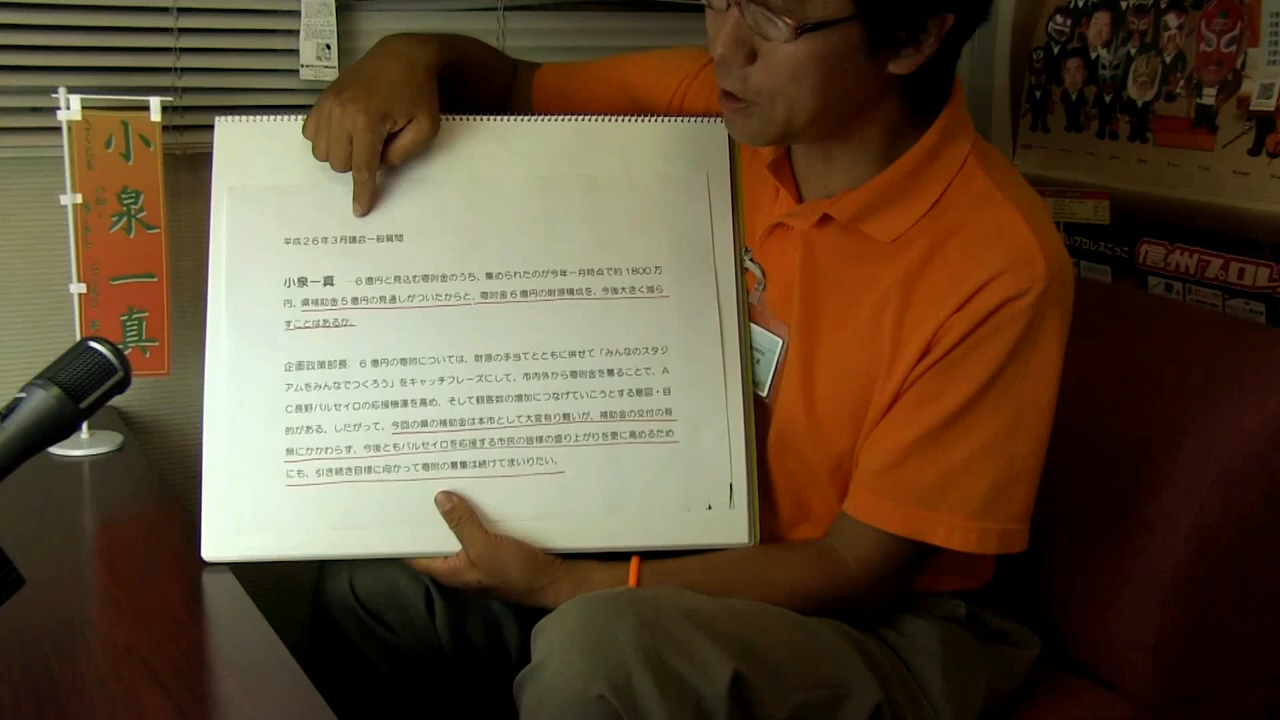 小泉一真
平成26年3月議会一般質問
小泉一真 …6億円と見込む寄附金のうち、集められたのが今年一月時点で約1800万
円。県補助金5億円の見通しがついたからと、寄附金6億円の財源構成を、今後大きく減ら
すことはあるか。
企画政策部長 6億円の寄附については、財源の手当てとともに併せて「みんなのスタジ
アムをみんなでつくろう」をキャッチフレーズにして、市内外から寄附金を募ることで、A
C長野パルセイロの応援機運を高め、そして観客数の増加につなげていこうとする意図・目
的がある。したがって、今回の県の補助金は本市として大変有り難いが、補助金の交付の有
無にかかわらず、今後ともパルセイロを応援する市民の皆様の盛り上がりを更に高めるため
にも、引き続き目標に向かって寄附の募集は続けてまいりたい。
いプロレスごっこ
信州プロレ